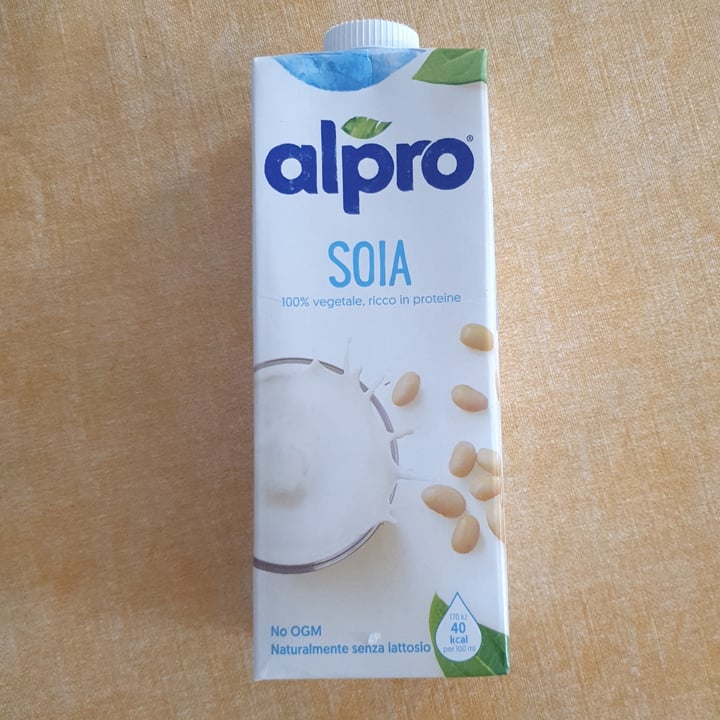 alpro®
SOIA
100% vegetale, ricco in proteine
No OGM
Naturalmente senza lattosio
170 kJ
40
kcal
per 100 ml